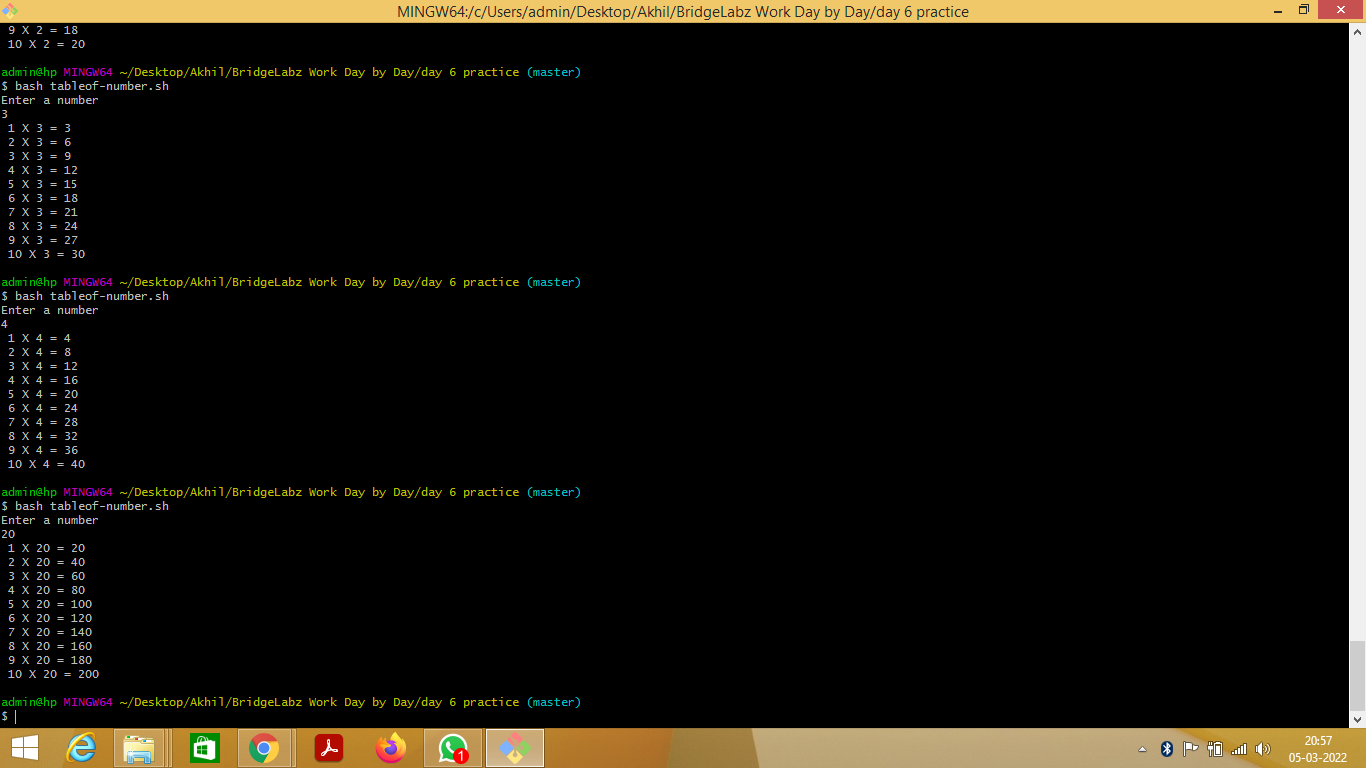 MINGW64:/c/Users/admin/Desktop/Akhil/BridgeLabz Work Day by Day/day 6 practice
9 X 2 = 18
10 X 2 = 20
admin@hp MINGW64 ~/Desktop/Akhil/BridgeLabz Work Day by Day/day 6 practice (master)
$ bash tableof-number.sh
Enter a number
3
1 X 3 = 3
2 X 3 = 6
3 X 3 = 9
4 X 3 = 12
5 X 3 = 15
6 X 3 = 18
7 X 3 = 21
8 X 3 = 24
9 X 3 = 27
10 X 3 = 30
admin@hp MINGW64 ~/Desktop/Akhil/BridgeLabz Work Day by Day/day 6 practice (master)
$ bash tableof-number.sh
Enter a number
4
1 X 4 = 4
2 X 4 = 8
3 X 4 = 12
4 X 4 = 16
5 X 4 = 20
6 X 4 = 24
7 X 4 = 28
8 X 4 = 32
9 X 4 = 36
10 X 4 = 40
admin@hp MINGW64 ~/Desktop/Akhil/BridgeLabz Work Day by Day/day 6 practice (master)
$ bash tableof-number.sh
Enter a number
20
1 X 20 = 20
2 X 20 = 40
3 X 20 = 60
4 X 20 = 80
5 X 20 = 100
6 X 20 = 120
7 X 20 = 140
8 X 20 = 160
9 X 20 = 180
10 X 20 = 200
admin@hp MINGW64 ~/Desktop/Akhil/BridgeLabz Work Day by Day/day 6 practice (master)
$
1
20:57
05-03-2022